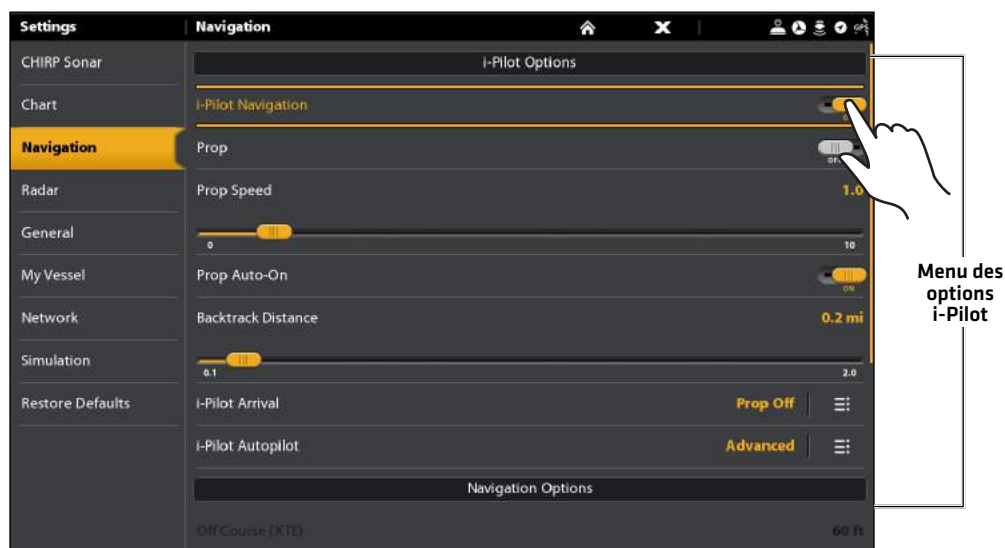 Settings
Navigation
GPS
CHIRP Sonar
Chart
Navigation
Radar
General
My Vessel
Network
Simulation
Restore Defaults
i-Pilot Options
i-Pilot Navigation
Prop
Prop Speed
1.0
0
10
Prop Auto-On
ON
Backtrack Distance
0.2 mi
0.1
2.0
i-Pilot Arrival
Prop Off
i-Pilot Autopilot
Advanced
Navigation Options
Off Course (XTE)
60 ft
Menu des
options
i-Pilot